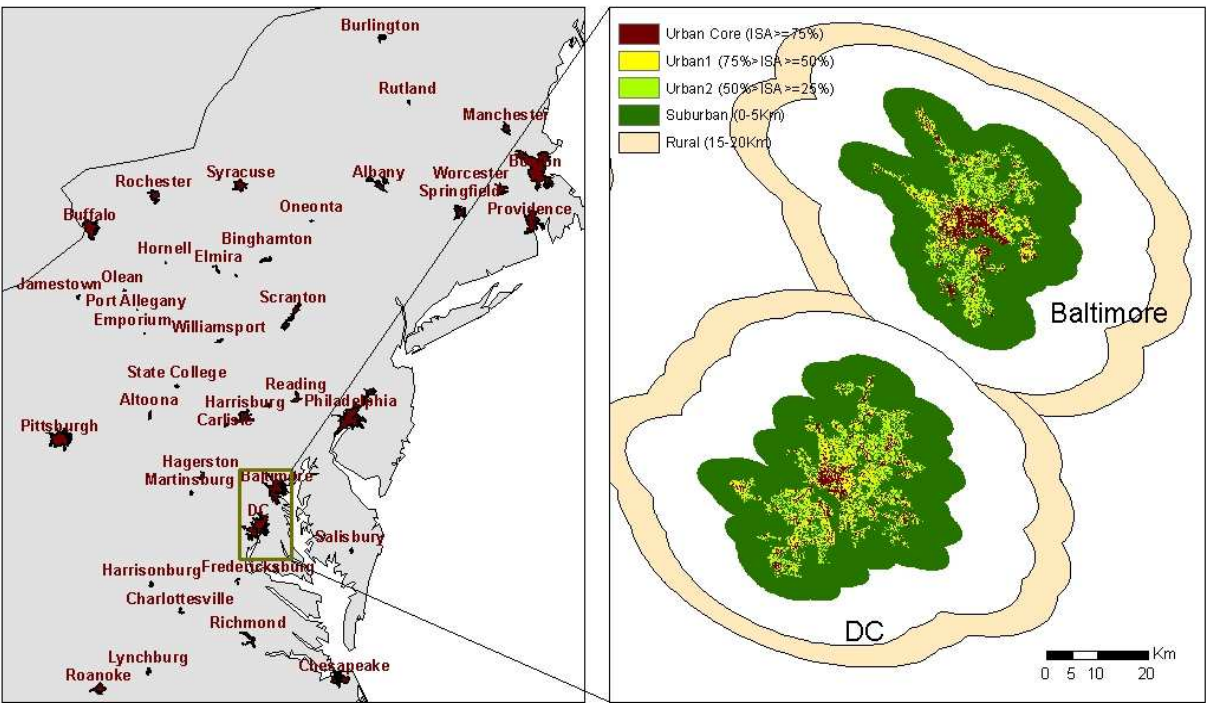 Burlington
Rutland
Manchester
Boston
Worcester
Albany
Syracuse
Rochester
Springfield
Providence
Buffalo
Oneonta
Binghamton
Hornell
Elmira
Olean
Jamestown
Port Allegany
Scranton
Emporium
Williamsport
State College
Reading
Altoona
Harrisburg
Philadelphia
Carlisle
Pittsburgh
Hagerston
Martinsburg
Baltimore
DC
Salisbury
Fredericksburg
Harrisonburg
Charlottesville
Richmond
Lynchburg
Chesapeake
Roanoke
Urban Core (ISA>=75%)
Urban1 (75%>ISA>=50%)
Urban2 (50%>ISA>=25%)
Suburban (0-5Km)
Rural (15-20Km)
Baltimore
DC
Km
0 5 10 20